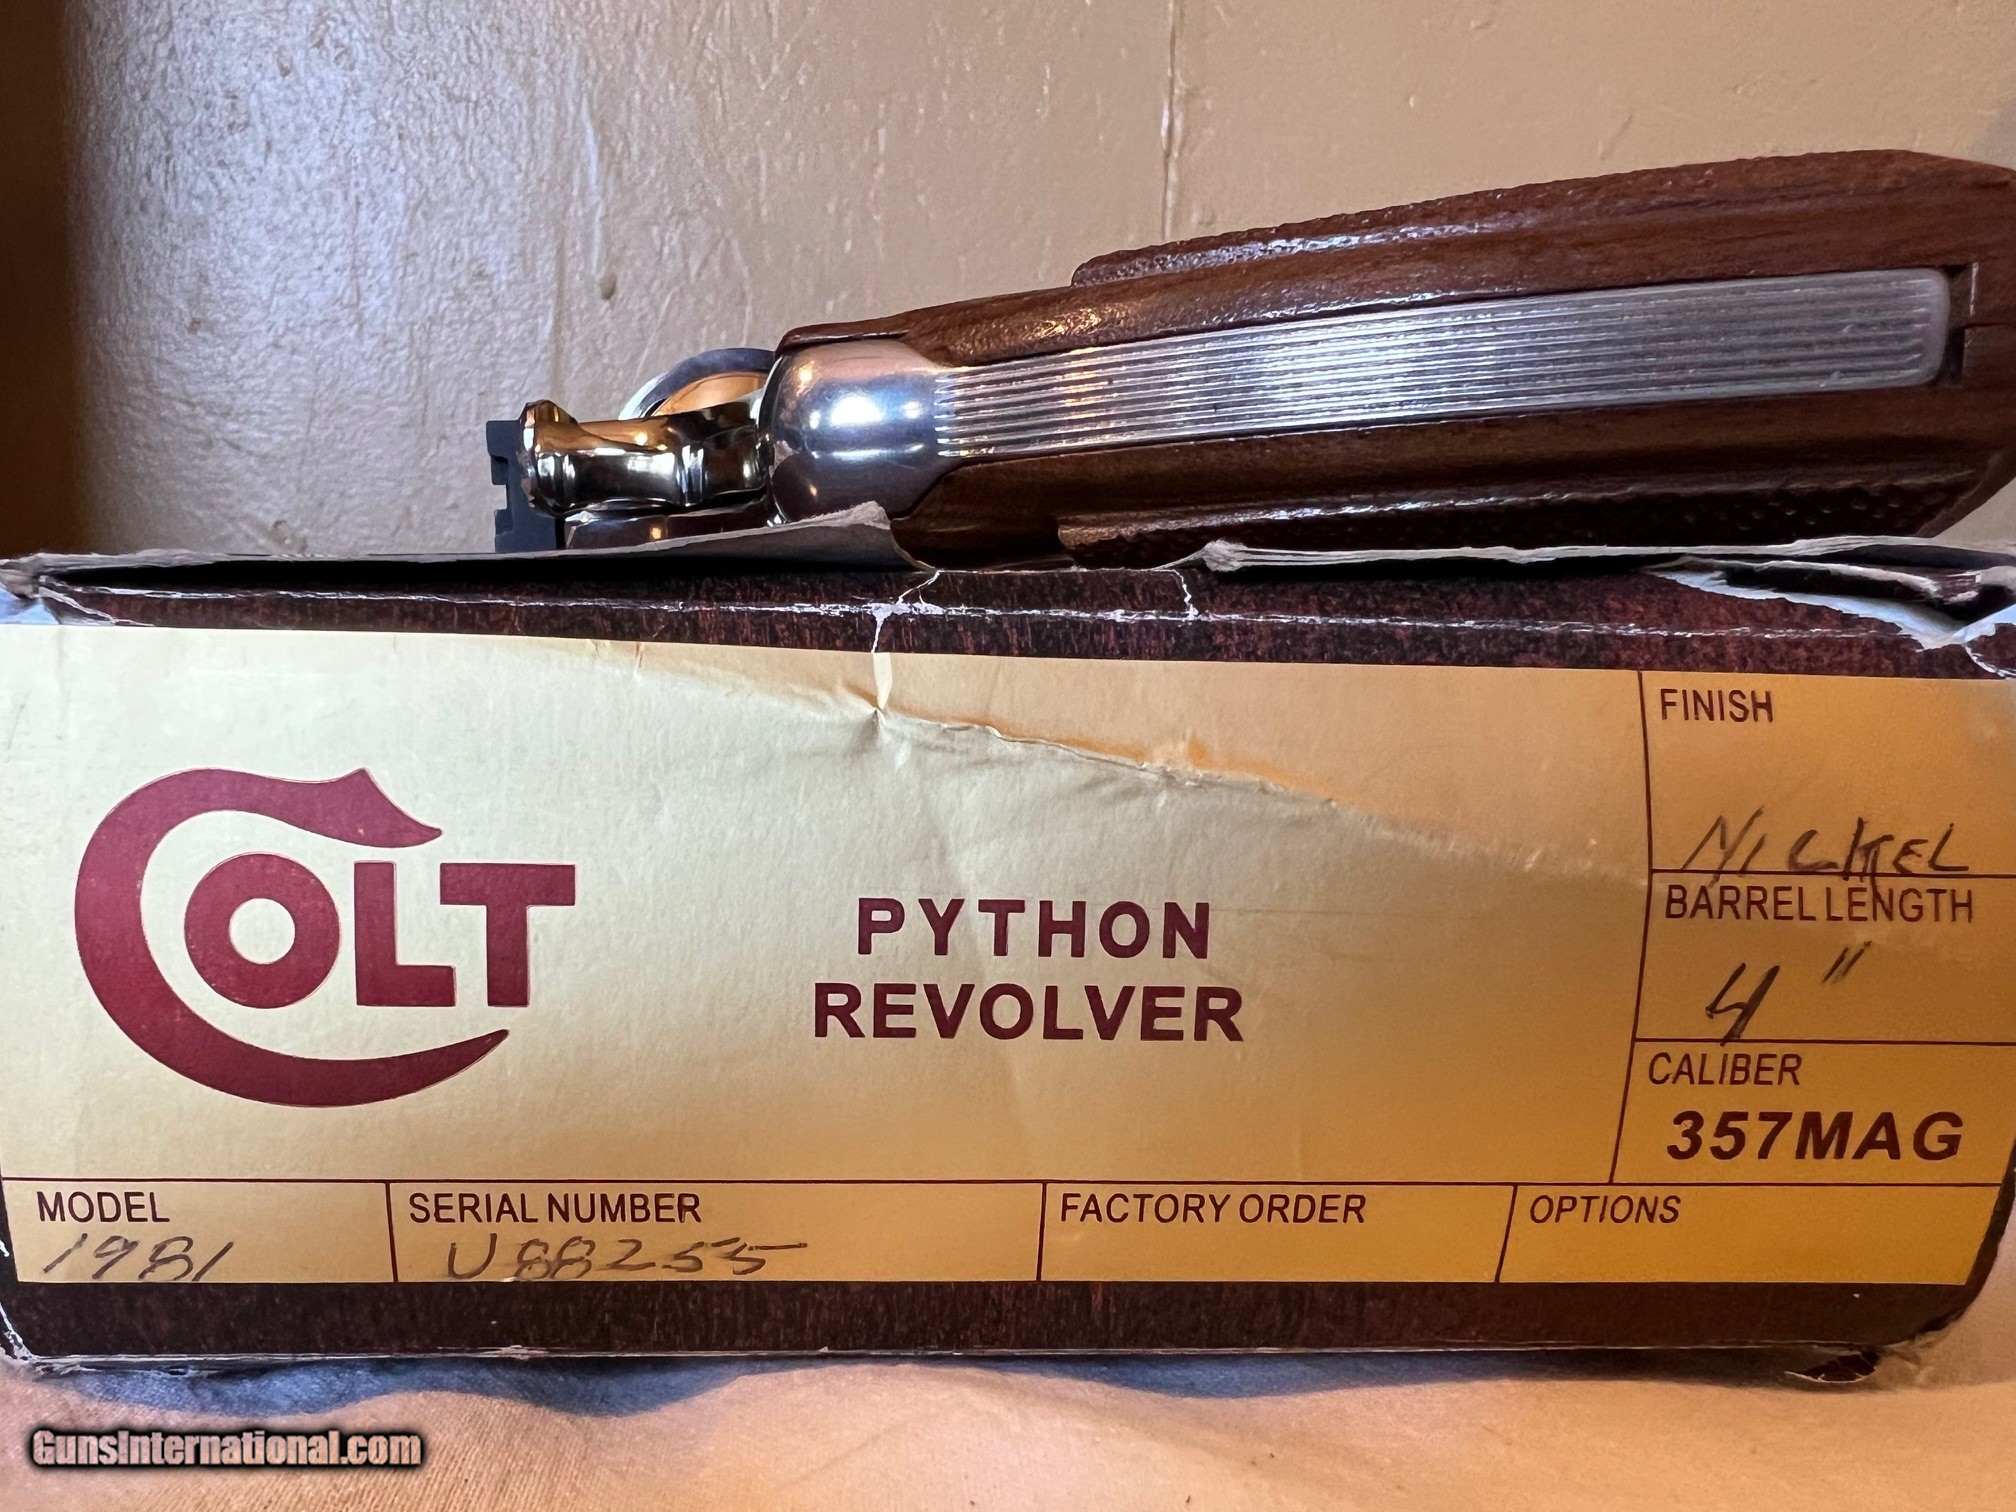 COLT
PYTHON
REVOLVER
FINISH
NICKEL
BARREL LENGTH
4"
CALIBER
357MAG
MODEL
1981
SERIAL NUMBER
U88255
FACTORY ORDER
OPTIONS
GunsInternational.com